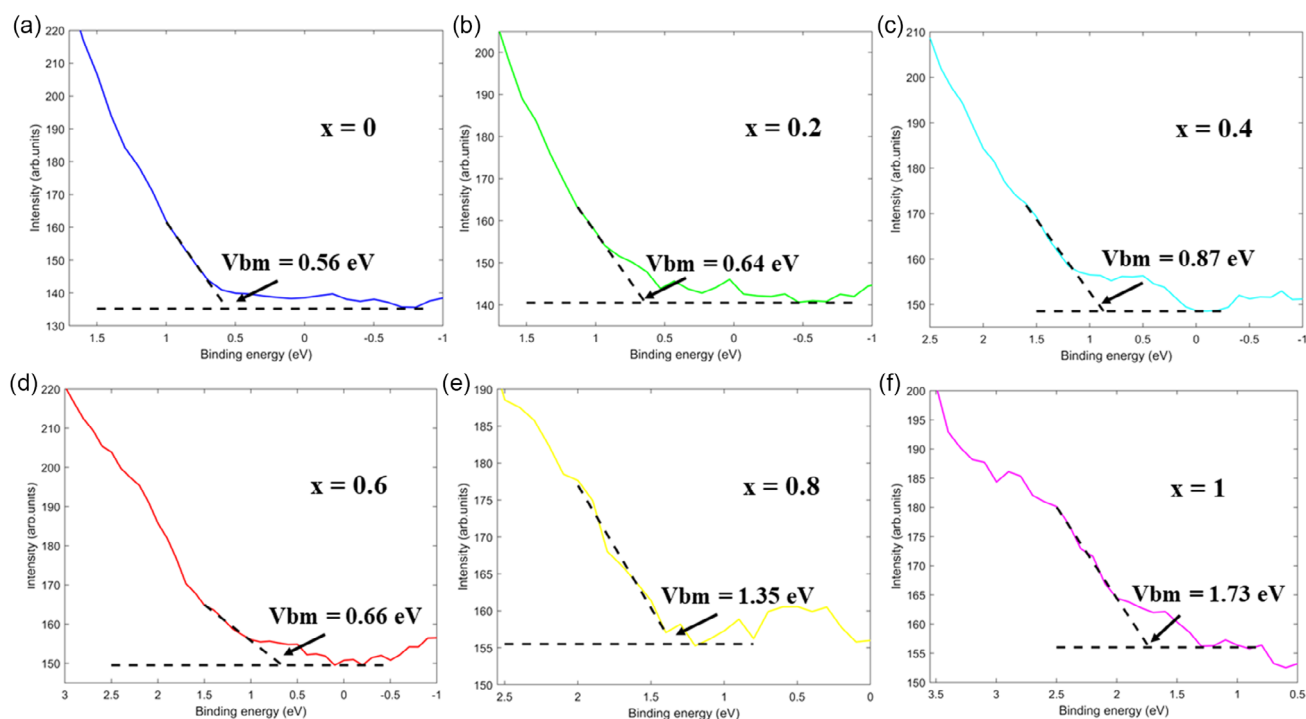 (a)
220
210
200
190
180
170
160
150
140
130
Intensity (arb.units)
x = 0
Vbm = 0.56 eV
1.5 1 0.5 0 -0.5 -1
Binding energy (eV)
(b)
200
190
180
170
160
150
140
Intensity (arb.units)
x = 0.2
Vbm = 0.64 eV
1.5 1 0.5 0 -0.5 -1
Binding energy (eV)
(c)
210
200
190
180
170
160
150
Intensity (arb.units)
x = 0.4
Vbm = 0.87 eV
2.5 2 1.5 1 0.5 0 -0.5 -1
Binding energy (eV)
(d)
220
210
200
190
180
170
160
150
Intensity (arb.units)
x = 0.6
Vbm = 0.66 eV
3 2.5 2 1.5 1 0.5 0 -0.5 -1
Binding energy (eV)
(e)
190
185
180
175
170
165
160
155
150
Intensity (arb.units)
x = 0.8
Vbm = 1.35 eV
2.5 2 1.5 1 0.5 0
Binding energy (eV)
(f)
200
195
190
185
180
175
170
165
160
155
150
Intensity (arb.units)
x = 1
Vbm = 1.73 eV
3.5 3 2.5 2 1.5 1 0.5
Binding energy (eV)